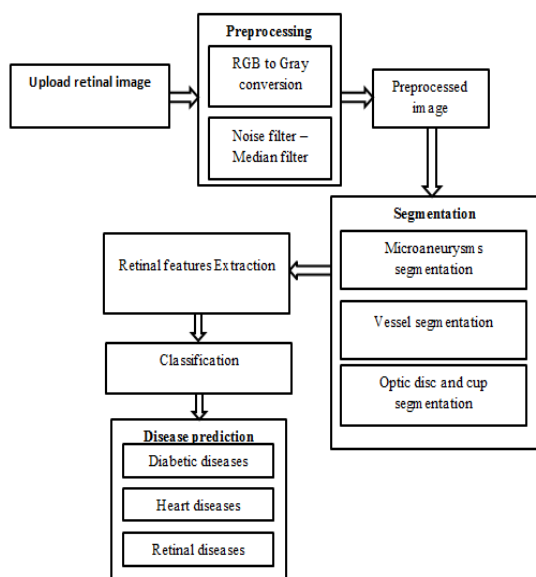 Upload retinal image
Preprocessing
RGB to Gray
conversion
Noise filter –
Median filter
Preprocessed
image
Segmentation
Microaneurysms
segmentation
Vessel segmentation
Optic disc and cup
segmentation
Retinal features Extraction
Classification
Disease prediction
Diabetic diseases
Heart diseases
Retinal diseases